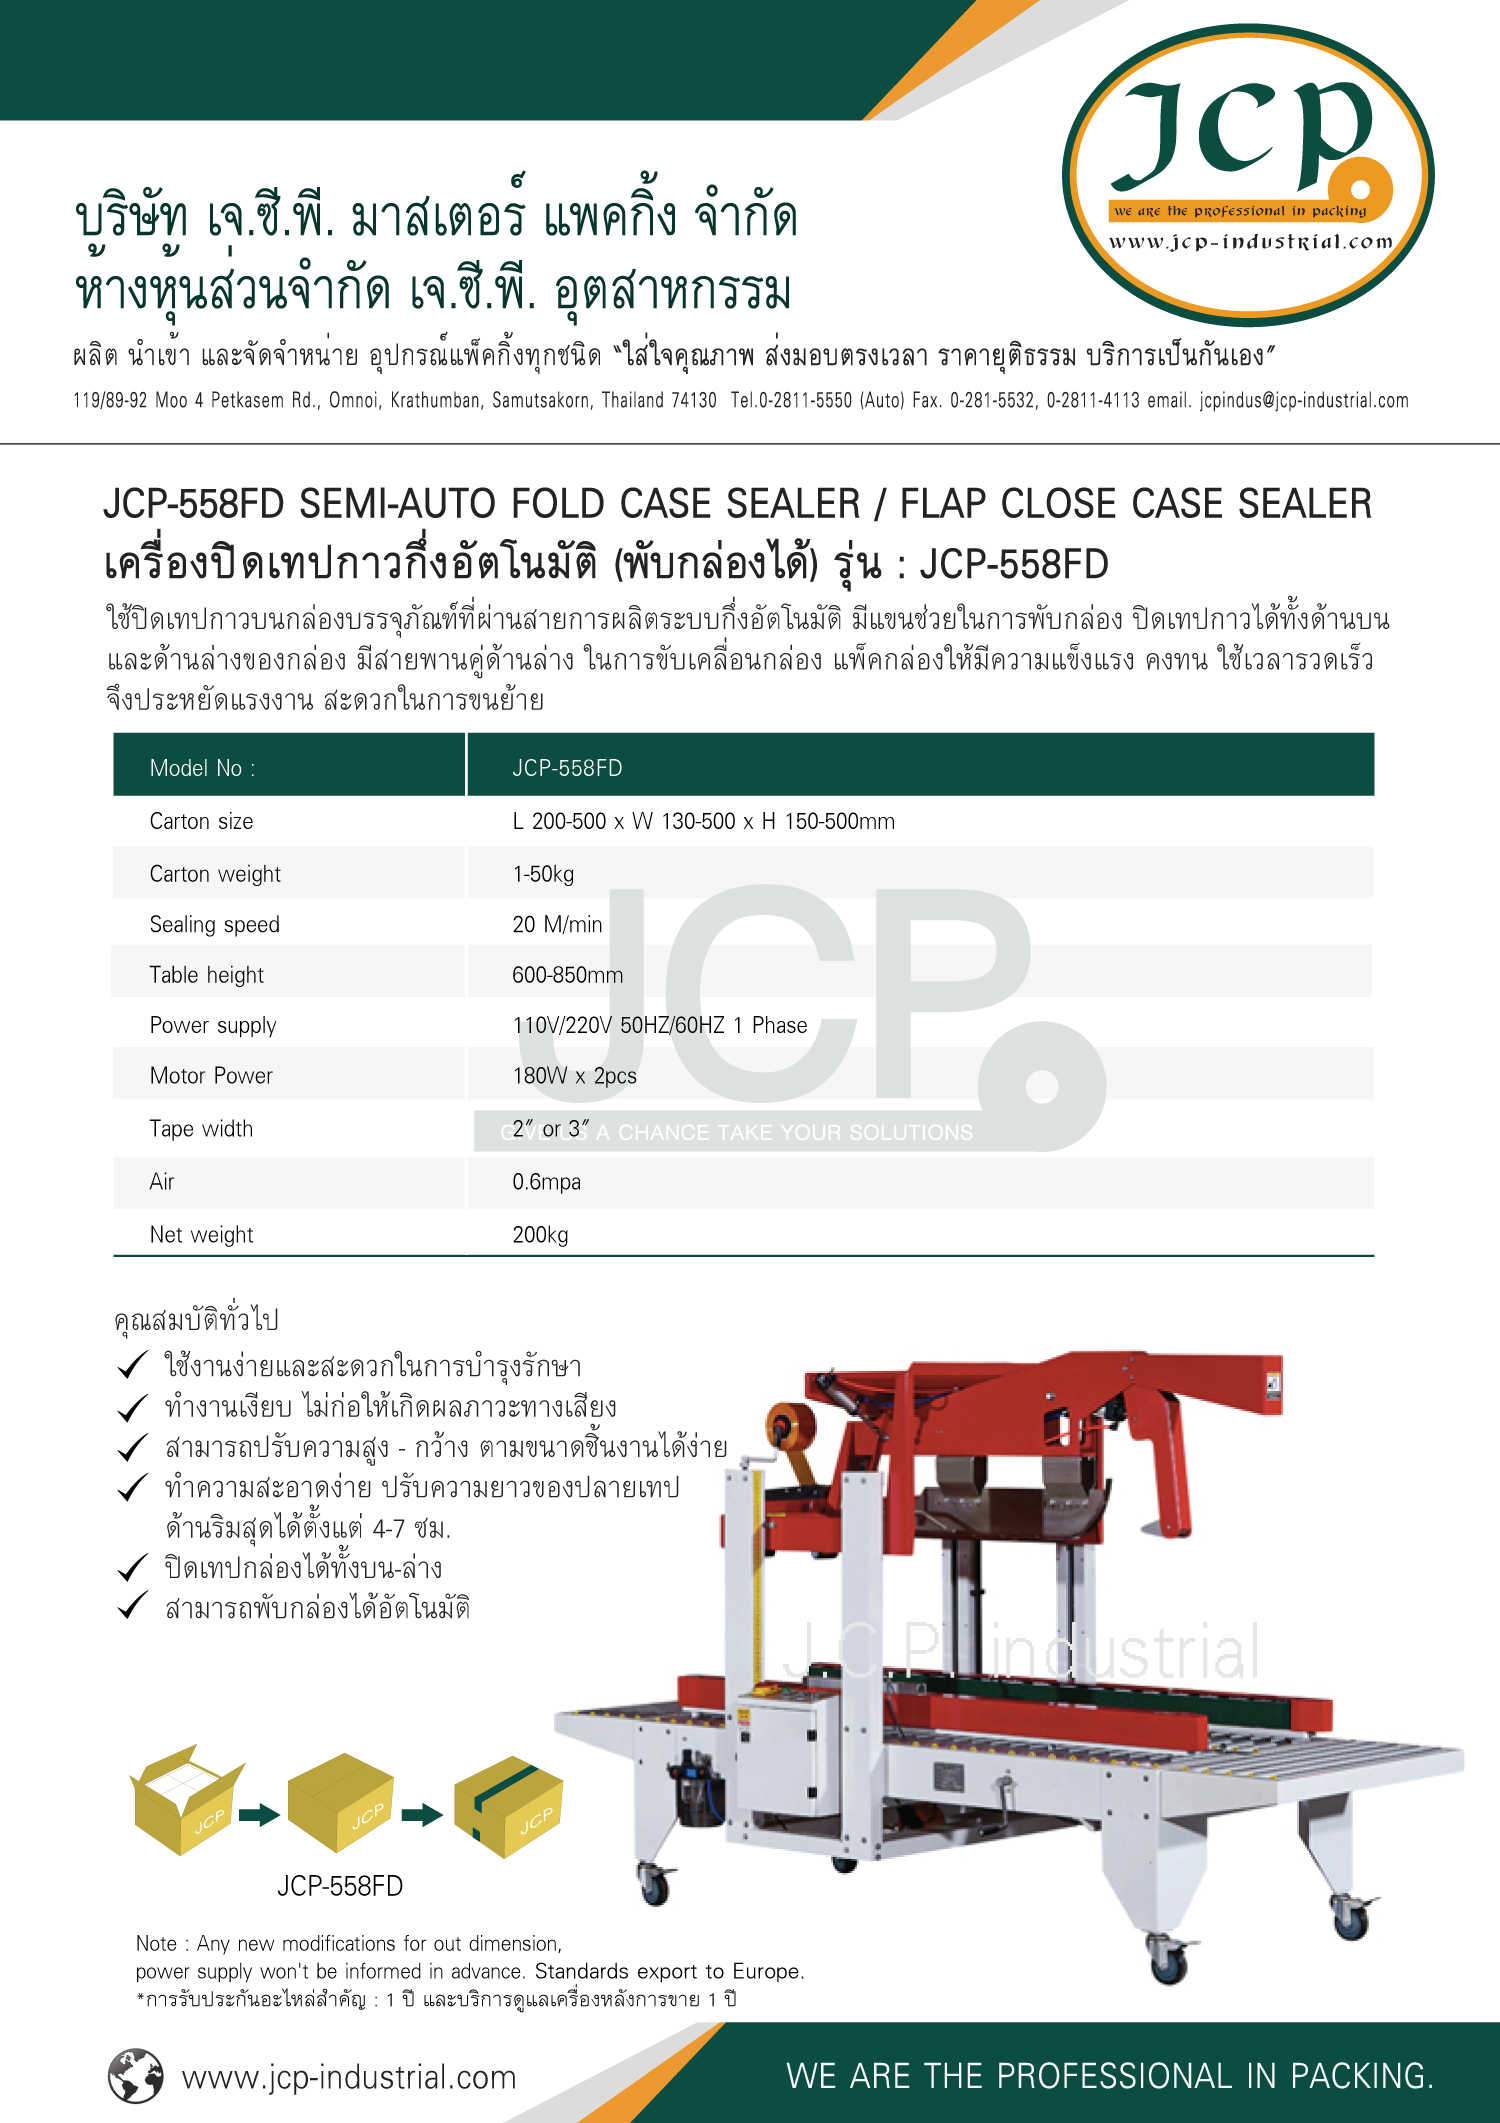 JCP
we are the professional in packing
www.jcp-industrial.com
บริษัท เจ.ซี.พี. มาสเตอร์ แพคกิ้ง จำกัด
ห้างหุ้นส่วนจำกัด เจ.ซี.พี. อุตสาหกรรม
ผลิต นำเข้า และจัดจำหน่าย อุปกรณ์แพ็คกิ้งทุกชนิด "ใส่ใจคุณภาพ ส่งมอบตรงเวลา ราคายุติธรรม บริการเป็นกันเอง"
119/89-92 Moo 4 Petkasem Rd., Omnoi, Krathumban, Samutsakorn, Thailand 74130 Tel.0-2811-5550 (Auto) Fax. 0-281-5532, 0-2811-4113 email. jcpindus@jcp-industrial.com
JCP-558FD SEMI-AUTO FOLD CASE SEALER / FLAP CLOSE CASE SEALER
เครื่องปิดเทปกาวกึ่งอัตโนมัติ (พับกล่องได้) รุ่น : JCP-558FD
ใช้ปิดเทปกาวบนกล่องบรรจุภัณฑ์ที่ผ่านสายการผลิตระบบกึ่งอัตโนมัติ มีแขนช่วยในการพับกล่อง ปิดเทปกาวได้ทั้งด้านบน
และด้านล่างของกล่อง มีสายพานคู่ด้านล่าง ในการขับเคลื่อนกล่อง แพ็คกล่องให้มีความแข็งแรง คงทน ใช้เวลารวดเร็ว
จึงประหยัดแรงงาน สะดวกในการขนย้าย
Model No : JCP-558FD
Carton size L 200-500 x W 130-500 x H 150-500mm
Carton weight 1-50kg
Sealing speed 20 M/min
Table height 600-850mm
Power supply 110V/220V 50HZ/60HZ 1 Phase
Motor Power 180W x 2pcs
Tape width 2" or 3"
Air 0.6mpa
Net weight 200kg
JCP
GIVE US A CHANCE TAKE YOUR SOLUTIONS
คุณสมบัติทั่วไป
ใช้งานง่ายและสะดวกในการบำรุงรักษา
ทำงานเงียบ ไม่ก่อให้เกิดผลภาวะทางเสียง
สามารถปรับความสูง - กว้าง ตามขนาดชิ้นงานได้ง่าย
ทำความสะอาดง่าย ปรับความยาวของปลายเทป
ด้านริมสุดได้ตั้งแต่ 4-7 ซม.
ปิดเทปกล่องได้ทั้งบน-ล่าง
สามารถพับกล่องได้อัตโนมัติ
J.C.P. industrial
JCP JCP JCP
JCP-558FD
Note : Any new modifications for out dimension,
power supply won't be informed in advance. Standards export to Europe.
*การรับประกันอะไหล่สำคัญ : 1 ปี และบริการดูแลเครื่องหลังการขาย 1 ปี
www.jcp-industrial.com
WE ARE THE PROFESSIONAL IN PACKING.